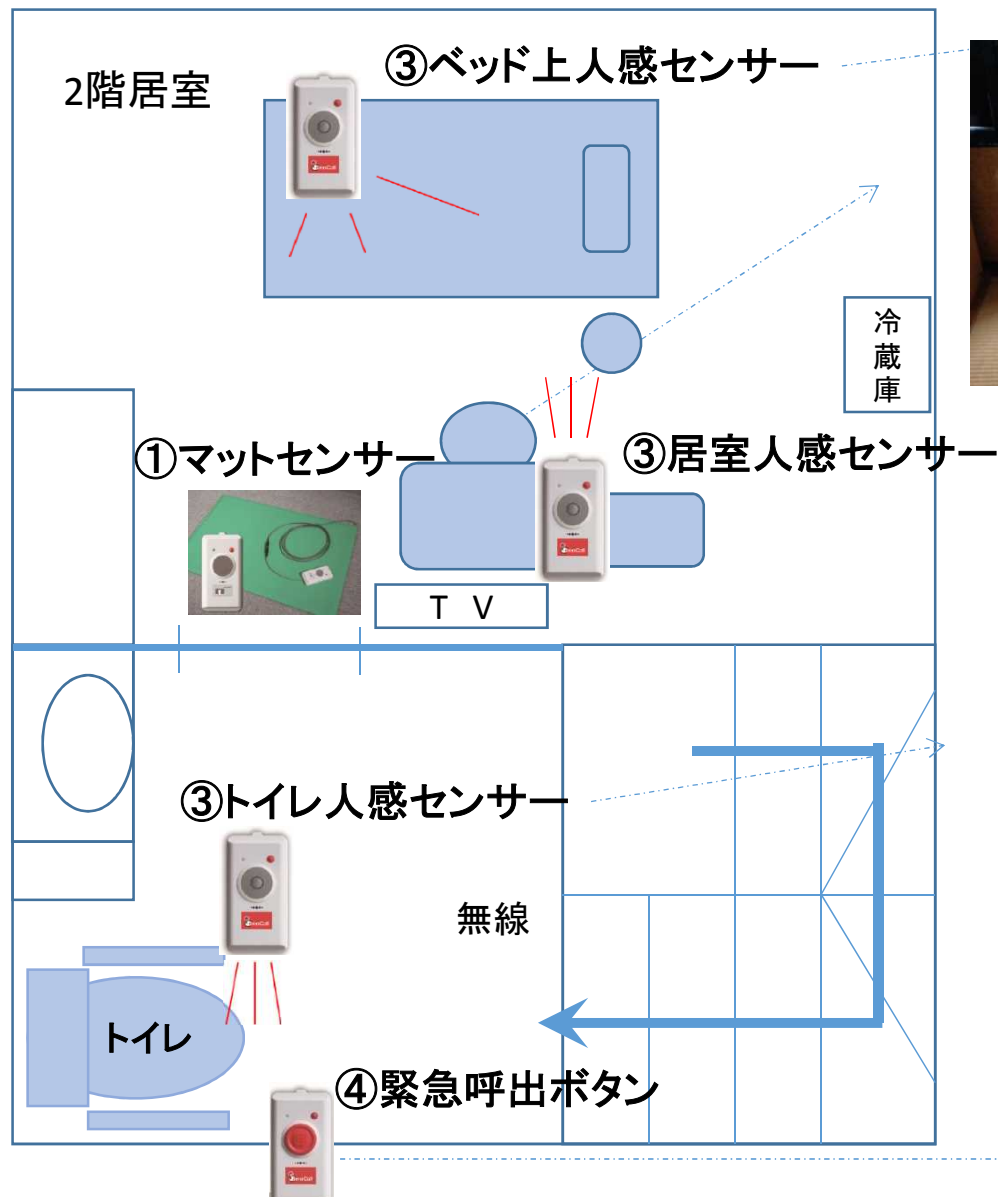 ③ベッド上人感センサー
2階居室
冷蔵庫
①マットセンサー
③居室人感センサー
TV
③トイレ人感センサー
無線
トイレ
④緊急呼出ボタン